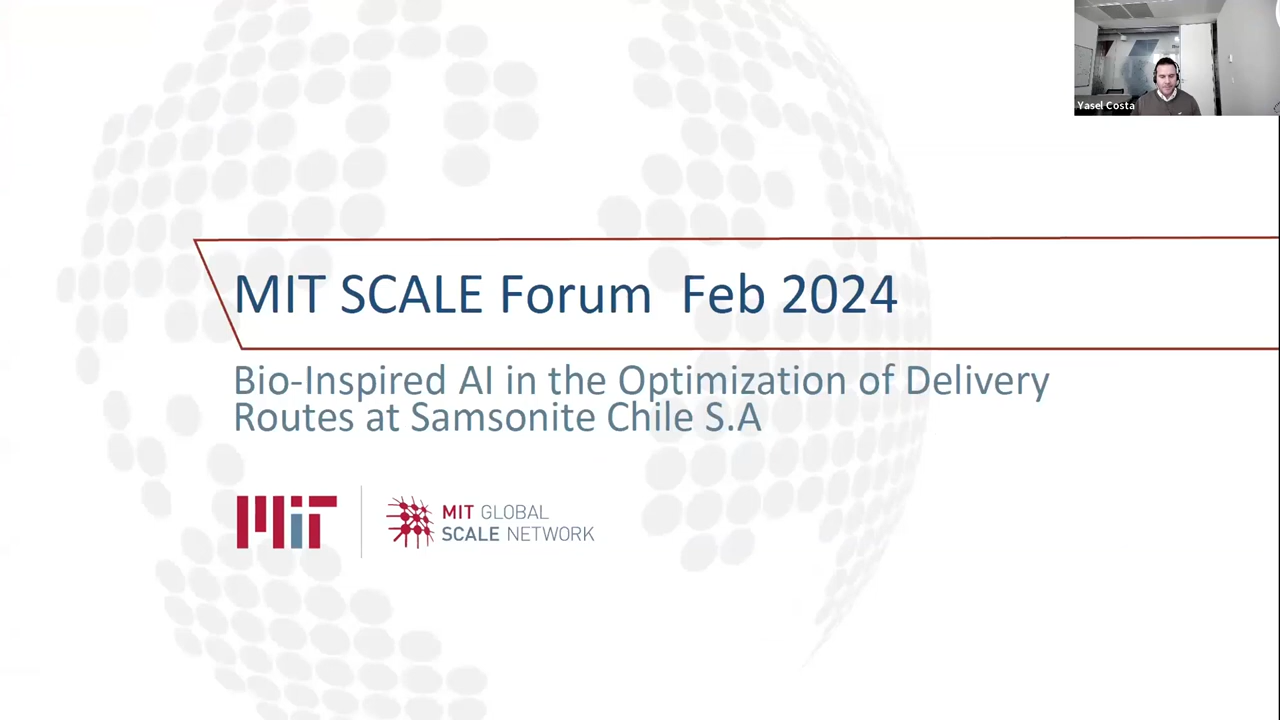 Yasel Costa
MIT SCALE Forum Feb 2024
Bio-Inspired AI in the Optimization of Delivery
Routes at Samsonite Chile S.A
MIT
MIT GLOBAL
SCALE NETWORK